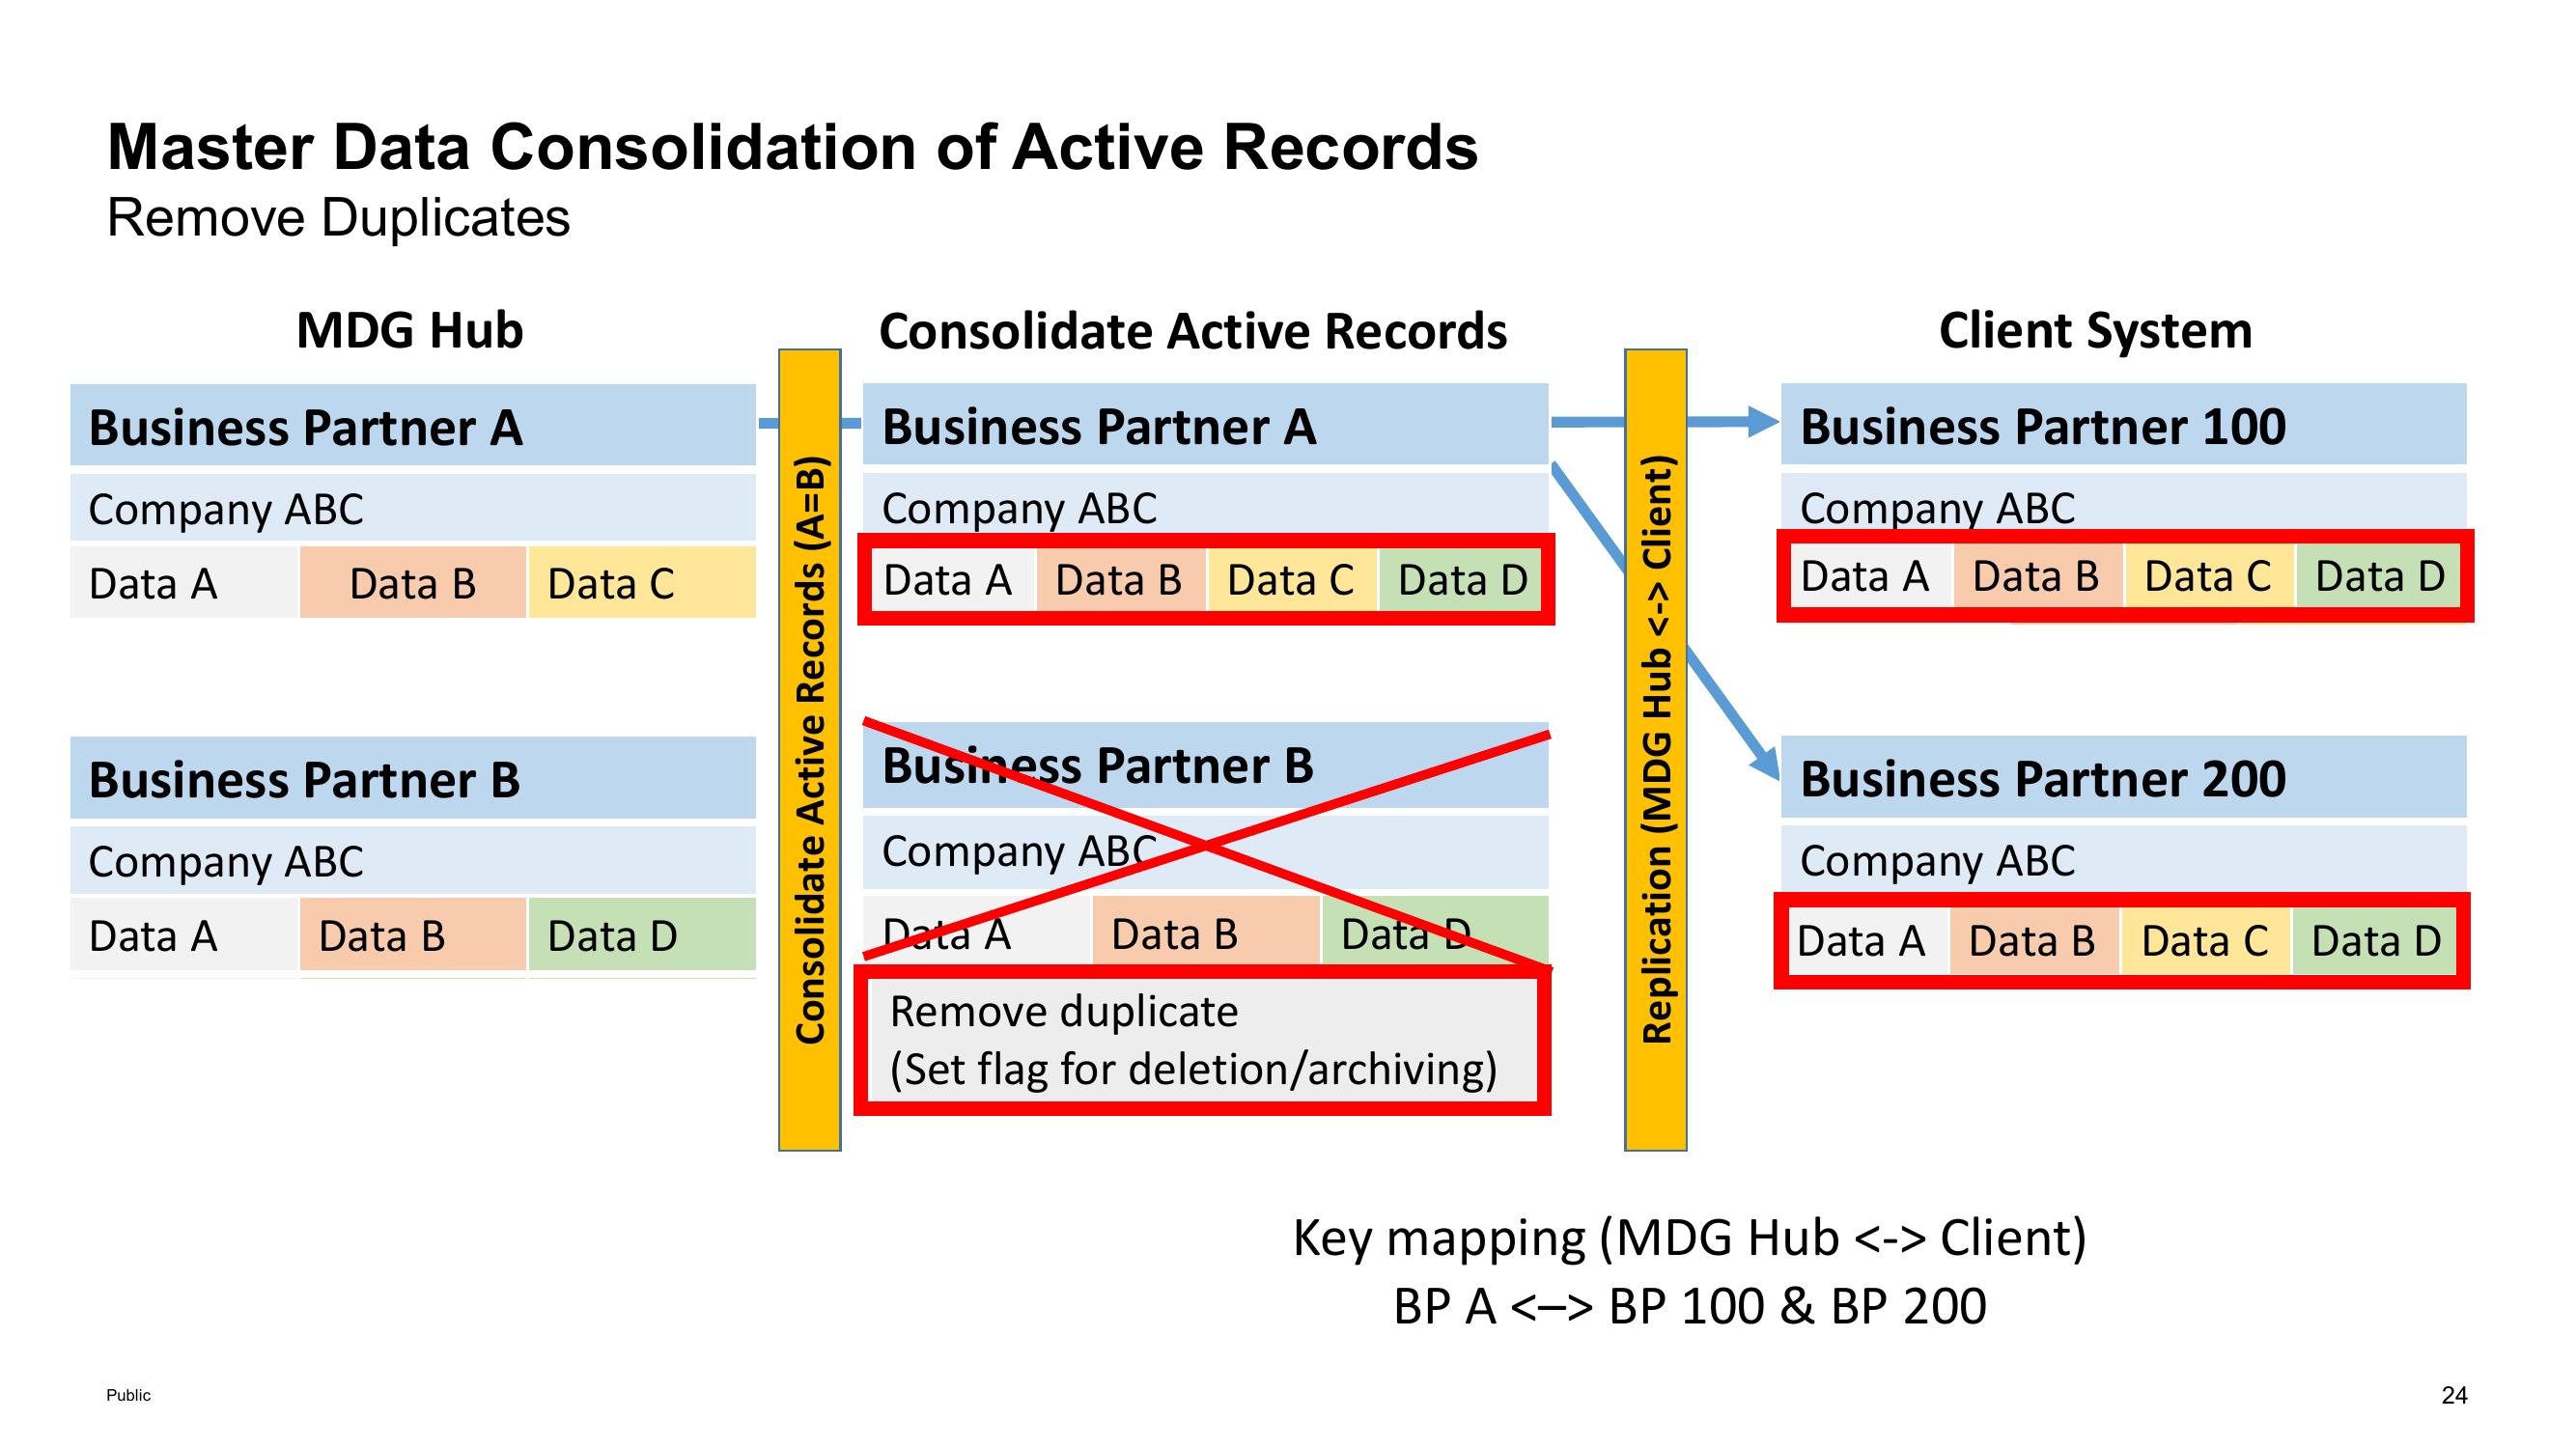 Master Data Consolidation of Active Records
Remove Duplicates
MDG Hub
Business Partner A
Company ABC
Data A Data B Data C
Business Partner B
Company ABC
Data A Data B Data D
Consolidate Active Records (A=B)
Consolidate Active Records
Business Partner A
Company ABC
Data A Data B Data C Data D
Business Partner B
Company ABC
Data A Data B Data D
Remove duplicate
(Set flag for deletion/archiving)
Replication (MDG Hub <-> Client)
Client System
Business Partner 100
Company ABC
Data A Data B Data C Data D
Business Partner 200
Company ABC
Data A Data B Data C Data D
Key mapping (MDG Hub <-> Client)
BP A <–> BP 100 & BP 200
Public
24